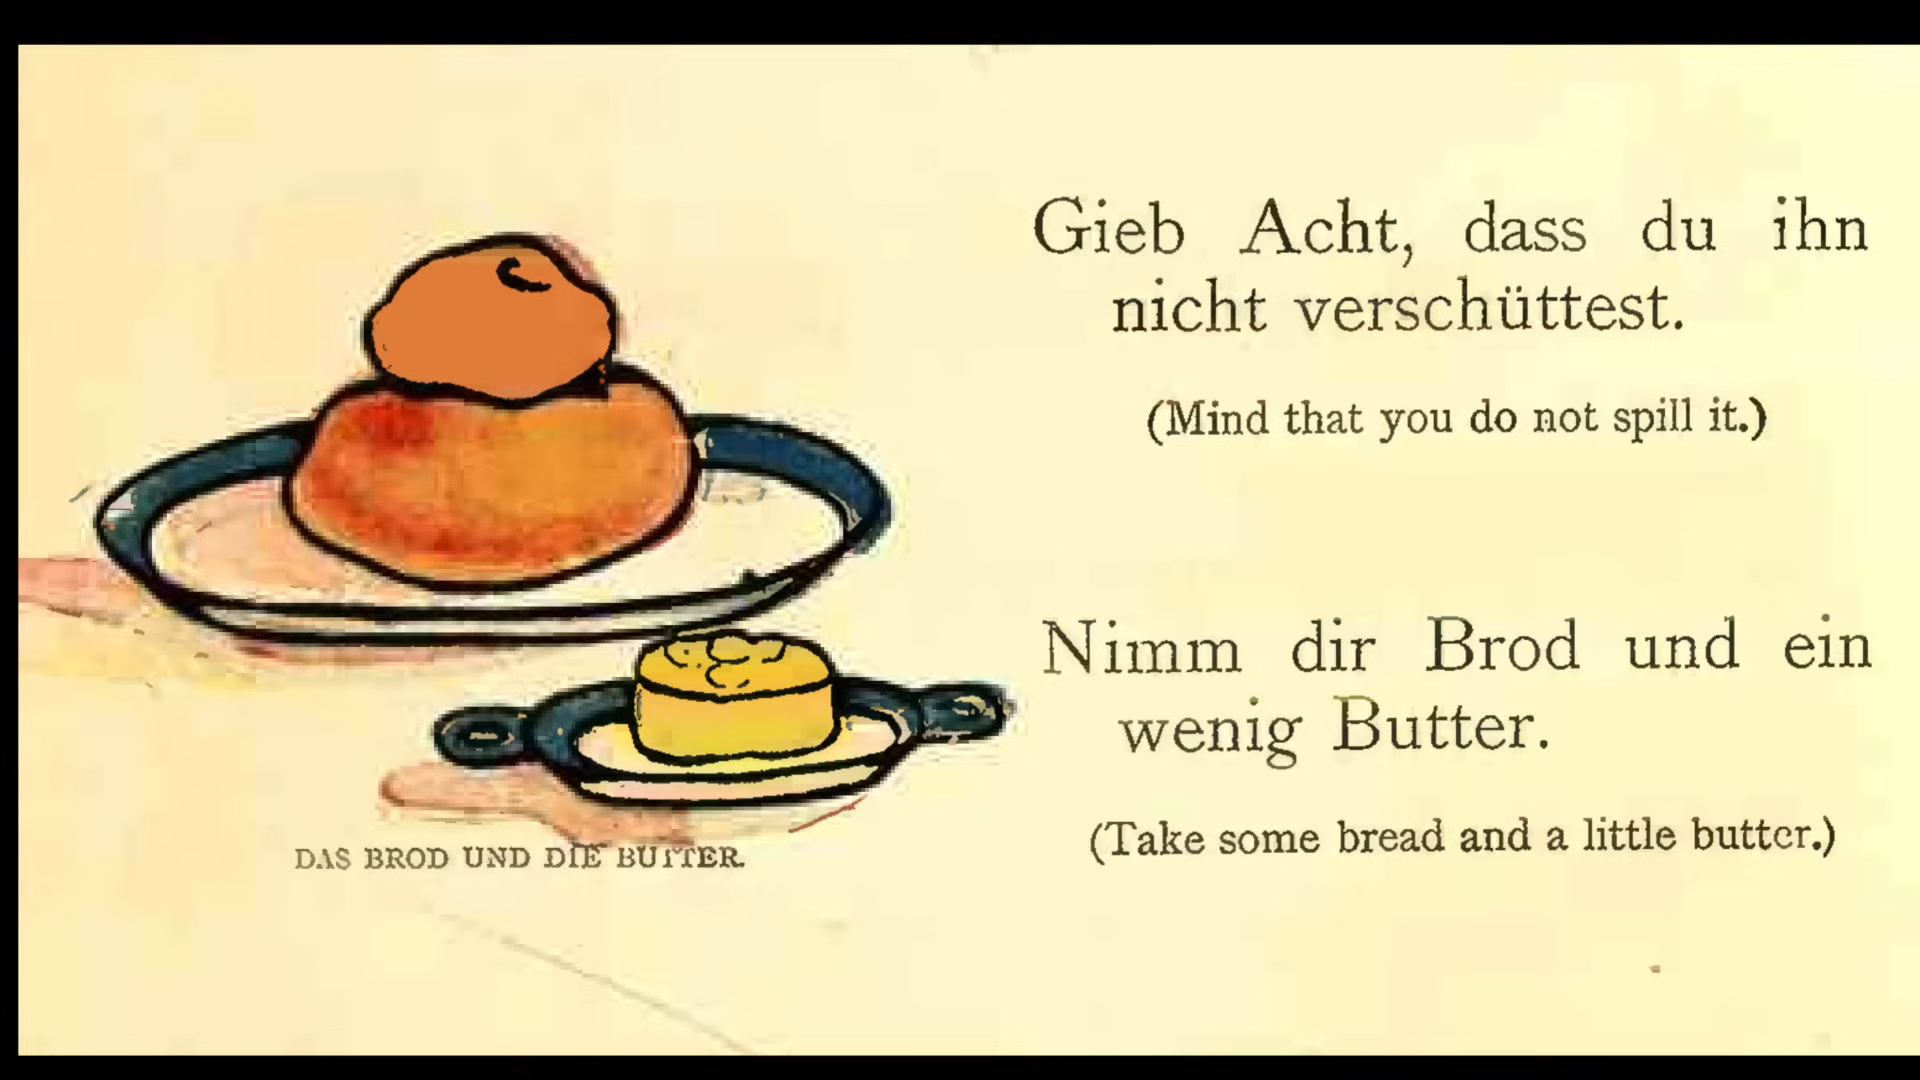 Gieb Acht, dass du ihn
nicht verschüttest.
(Mind that you do not spill it.)
Nimm dir Brod und ein
wenig Butter.
(Take some bread and a little butter.)
DAS BROD UND DIE BUTTER.